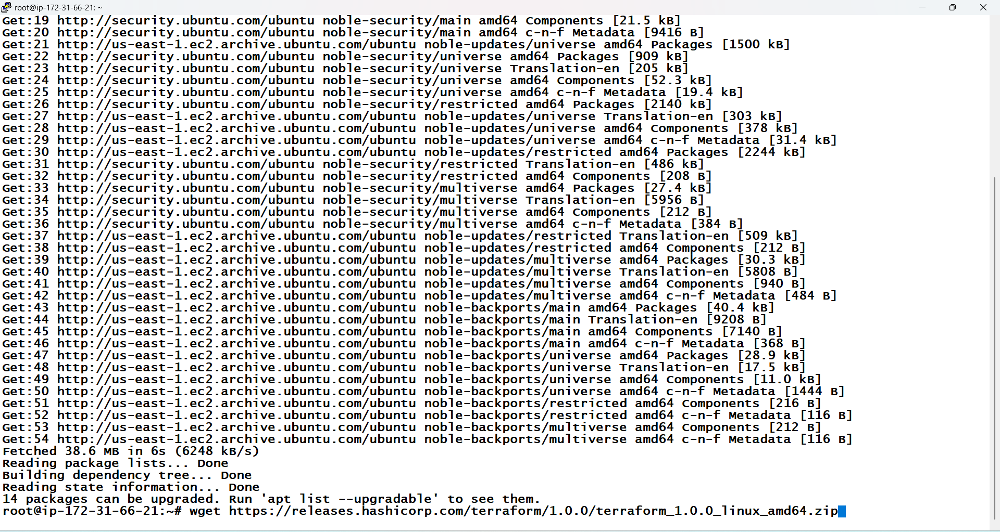 root@ip-172-31-66-21: ~
Get:19 http://security.ubuntu.com/ubuntu noble-security/main amd64 Components [21.5 kB]
Get:20 http://security.ubuntu.com/ubuntu noble-security/main amd64 c-n-f Metadata [9416 B]
Get:21 http://us-east-1.ec2.archive.ubuntu.com/ubuntu noble-updates/universe amd64 Packages [1500 kB]
Get:22 http://security.ubuntu.com/ubuntu noble-security/universe amd64 Packages [909 kB]
Get:23 http://security.ubuntu.com/ubuntu noble-security/universe Translation-en [205 kB]
Get:24 http://security.ubuntu.com/ubuntu noble-security/universe amd64 Components [52.3 kB]
Get:25 http://security.ubuntu.com/ubuntu noble-security/universe amd64 c-n-f Metadata [19.4 kB]
Get:26 http://security.ubuntu.com/ubuntu noble-security/restricted amd64 Packages [2140 kB]
Get:27 http://us-east-1.ec2.archive.ubuntu.com/ubuntu noble-updates/universe Translation-en [303 kB]
Get:28 http://us-east-1.ec2.archive.ubuntu.com/ubuntu noble-updates/universe amd64 Components [378 kB]
Get:29 http://us-east-1.ec2.archive.ubuntu.com/ubuntu noble-updates/universe amd64 c-n-f Metadata [31.4 kB]
Get:30 http://us-east-1.ec2.archive.ubuntu.com/ubuntu noble-updates/restricted amd64 Packages [2244 kB]
Get:31 http://security.ubuntu.com/ubuntu noble-security/restricted Translation-en [486 kB]
Get:32 http://security.ubuntu.com/ubuntu noble-security/restricted amd64 Components [208 B]
Get:33 http://security.ubuntu.com/ubuntu noble-security/multiverse amd64 Packages [27.4 kB]
Get:34 http://security.ubuntu.com/ubuntu noble-security/multiverse Translation-en [5956 B]
Get:35 http://security.ubuntu.com/ubuntu noble-security/multiverse amd64 Components [212 B]
Get:36 http://security.ubuntu.com/ubuntu noble-security/multiverse amd64 c-n-f Metadata [384 B]
Get:37 http://us-east-1.ec2.archive.ubuntu.com/ubuntu noble-updates/restricted Translation-en [509 kB]
Get:38 http://us-east-1.ec2.archive.ubuntu.com/ubuntu noble-updates/restricted amd64 Components [212 B]
Get:39 http://us-east-1.ec2.archive.ubuntu.com/ubuntu noble-updates/multiverse amd64 Packages [30.3 kB]
Get:40 http://us-east-1.ec2.archive.ubuntu.com/ubuntu noble-updates/multiverse Translation-en [5808 B]
Get:41 http://us-east-1.ec2.archive.ubuntu.com/ubuntu noble-updates/multiverse amd64 Components [940 B]
Get:42 http://us-east-1.ec2.archive.ubuntu.com/ubuntu noble-updates/multiverse amd64 c-n-f Metadata [484 B]
Get:43 http://us-east-1.ec2.archive.ubuntu.com/ubuntu noble-backports/main amd64 Packages [40.4 kB]
Get:44 http://us-east-1.ec2.archive.ubuntu.com/ubuntu noble-backports/main Translation-en [9208 B]
Get:45 http://us-east-1.ec2.archive.ubuntu.com/ubuntu noble-backports/main amd64 Components [7140 B]
Get:46 http://us-east-1.ec2.archive.ubuntu.com/ubuntu noble-backports/main amd64 c-n-f Metadata [368 B]
Get:47 http://us-east-1.ec2.archive.ubuntu.com/ubuntu noble-backports/universe amd64 Packages [28.9 kB]
Get:48 http://us-east-1.ec2.archive.ubuntu.com/ubuntu noble-backports/universe Translation-en [17.5 kB]
Get:49 http://us-east-1.ec2.archive.ubuntu.com/ubuntu noble-backports/universe amd64 Components [11.0 kB]
Get:50 http://us-east-1.ec2.archive.ubuntu.com/ubuntu noble-backports/universe amd64 c-n-f Metadata [1444 B]
Get:51 http://us-east-1.ec2.archive.ubuntu.com/ubuntu noble-backports/restricted amd64 Components [216 B]
Get:52 http://us-east-1.ec2.archive.ubuntu.com/ubuntu noble-backports/restricted amd64 c-n-f Metadata [116 B]
Get:53 http://us-east-1.ec2.archive.ubuntu.com/ubuntu noble-backports/multiverse amd64 Components [212 B]
Get:54 http://us-east-1.ec2.archive.ubuntu.com/ubuntu noble-backports/multiverse amd64 c-n-f Metadata [116 B]
Fetched 38.6 MB in 6s (6248 kB/s)
Reading package lists... Done
Building dependency tree... Done
Reading state information... Done
14 packages can be upgraded. Run 'apt list --upgradable' to see them.
root@ip-172-31-66-21:~# wget https://releases.hashicorp.com/terraform/1.0.0/terraform_1.0.0_linux_amd64.zip